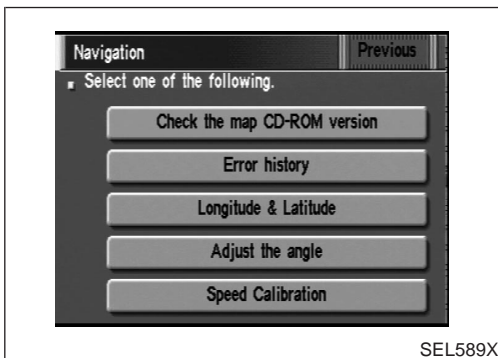 Navigation Previous
Select one of the following.
Check the map CD-ROM version
Error history
Longitude & Latitude
Adjust the angle
Speed Calibration
SEL589X